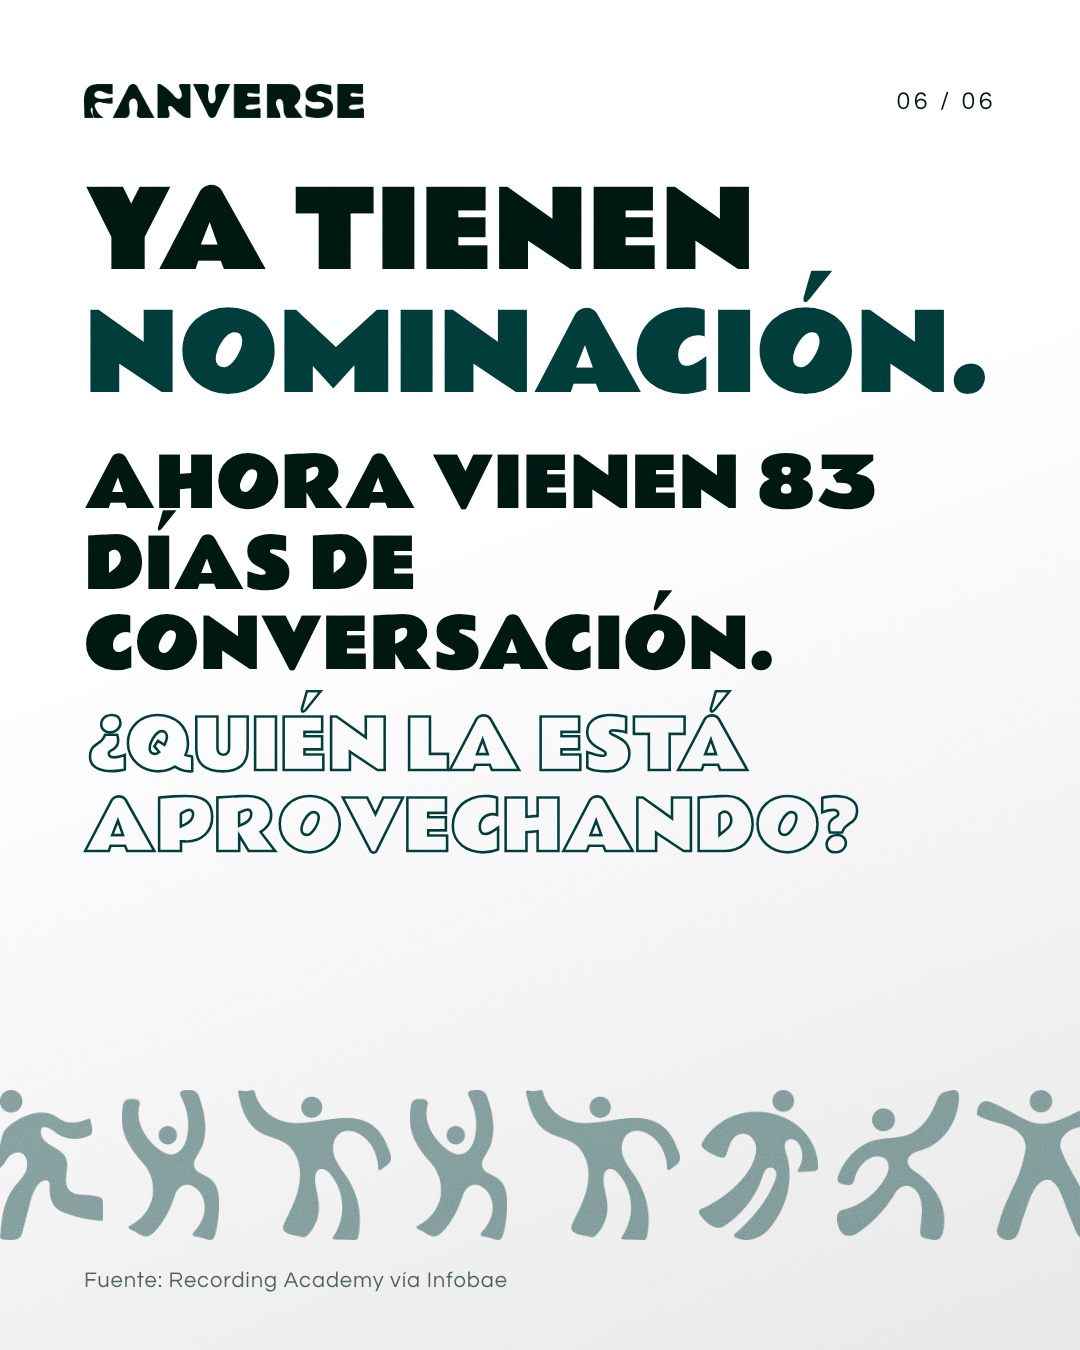 FANVERSE
06 / 06
YA TIENEN
NOMINACIÓN.
AHORA VIENEN 83
DÍAS DE
CONVERSACIÓN.
¿QUIÉN LA ESTÁ
APROVECHANDO?
Fuente: Recording Academy vía Infobae